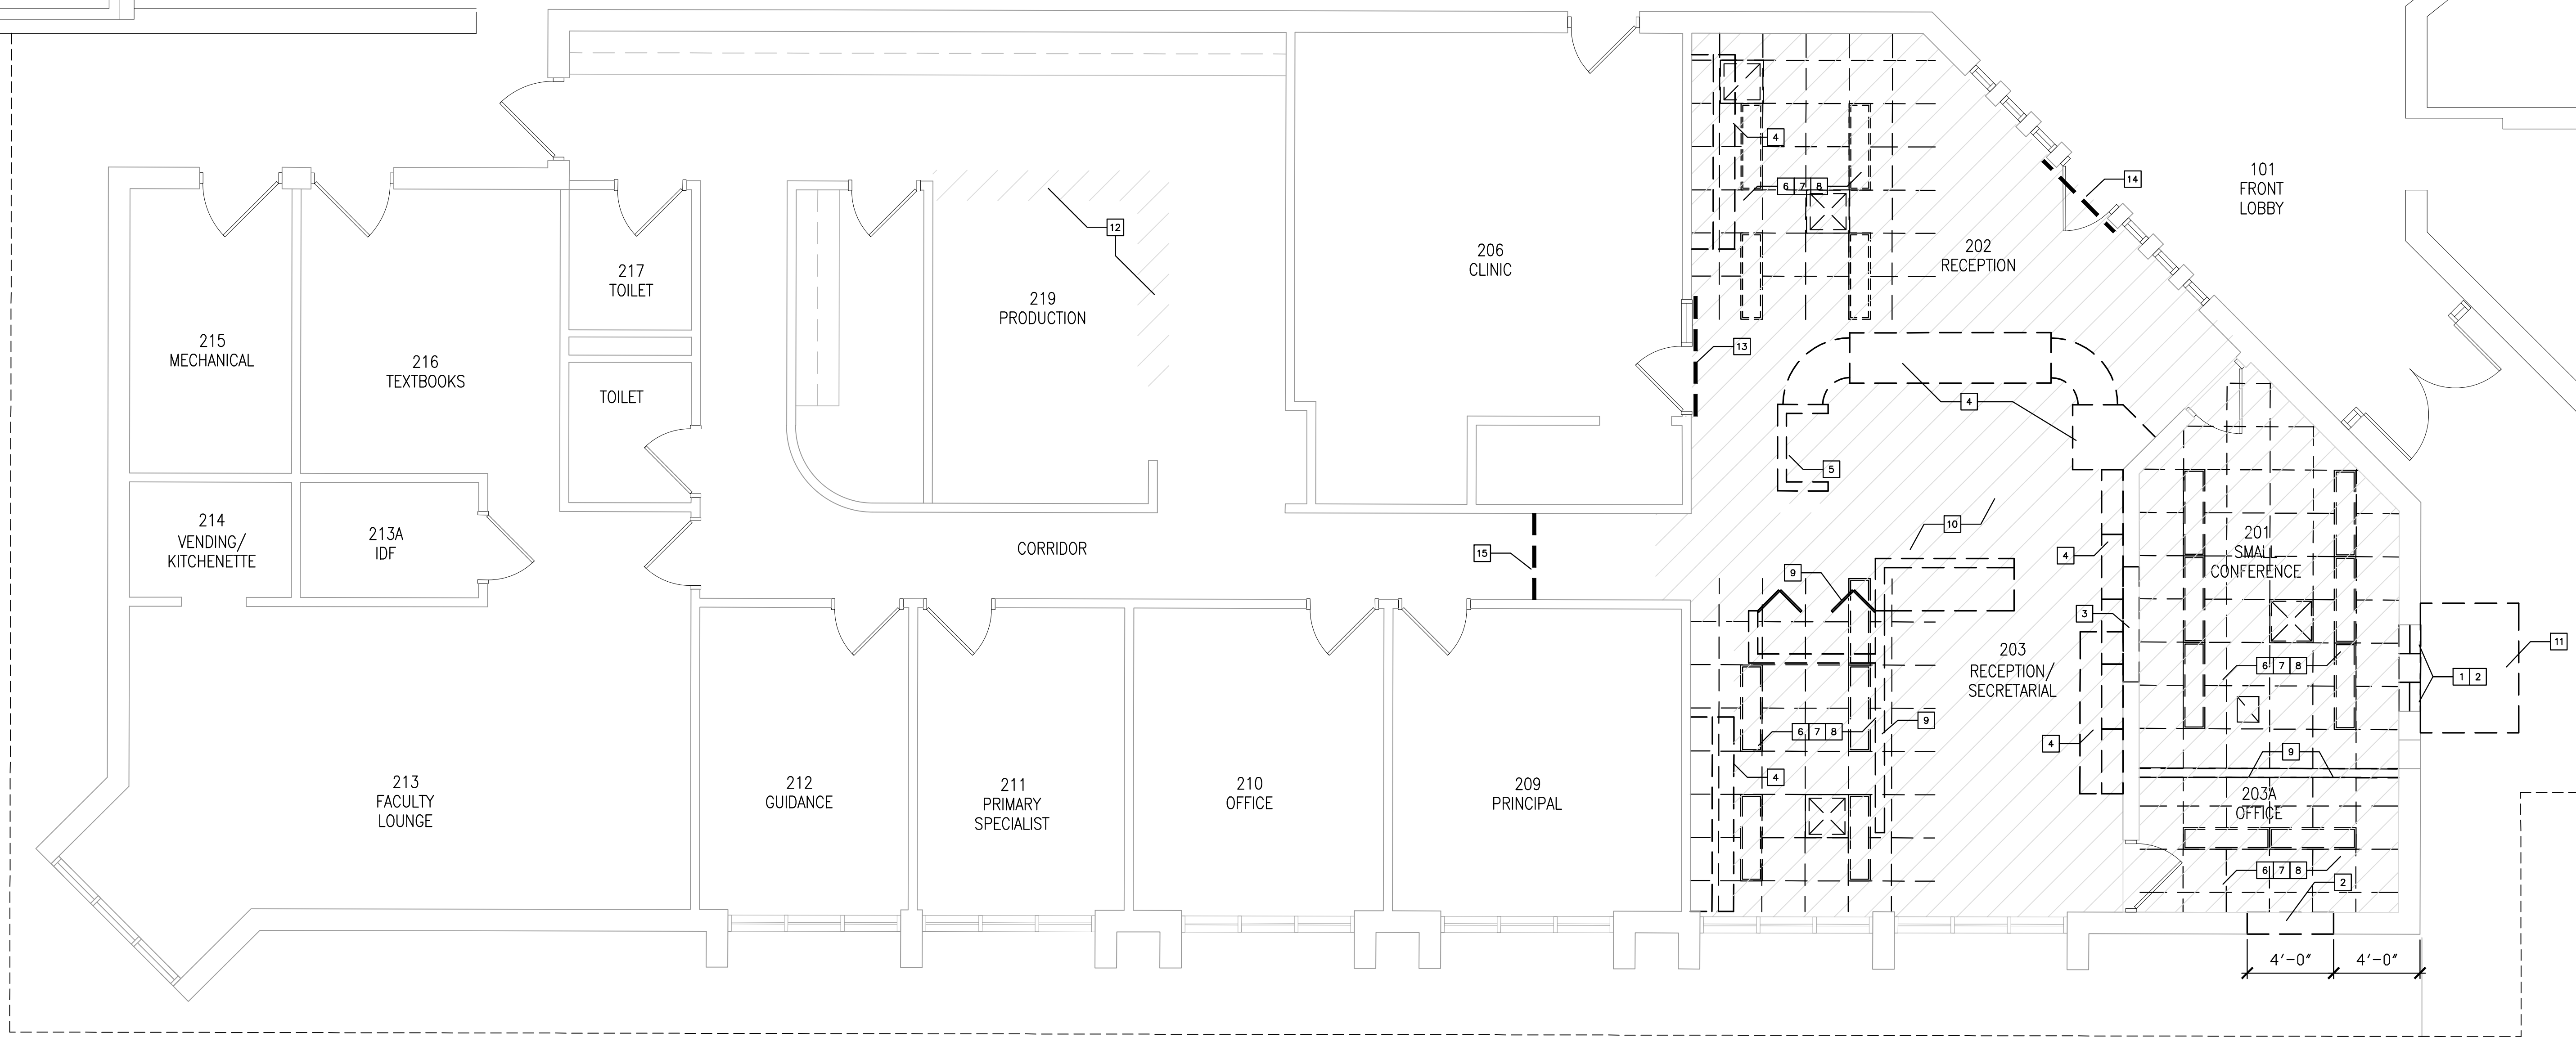 101
FRONT
LOBBY
14
4
6 7 8
12
202
RECEPTION
206
CLINIC
217
TOILET
219
PRODUCTION
215
MECHANICAL
216
TEXTBOOKS
13
TOILET
4
5
214
VENDING/
KITCHENETTE
213A
IDF
CORRIDOR
15
10
9
4
201
SMALL
CONFERENCE
3
203
RECEPTION/
SECRETARIAL
6 7 8
11
1 2
9
6 7 8
4
4
9
213
FACULTY
LOUNGE
212
GUIDANCE
211
PRIMARY
SPECIALIST
210
OFFICE
209
PRINCIPAL
203A
OFFICE
6 7 8
2
4'-0"
4'-0"